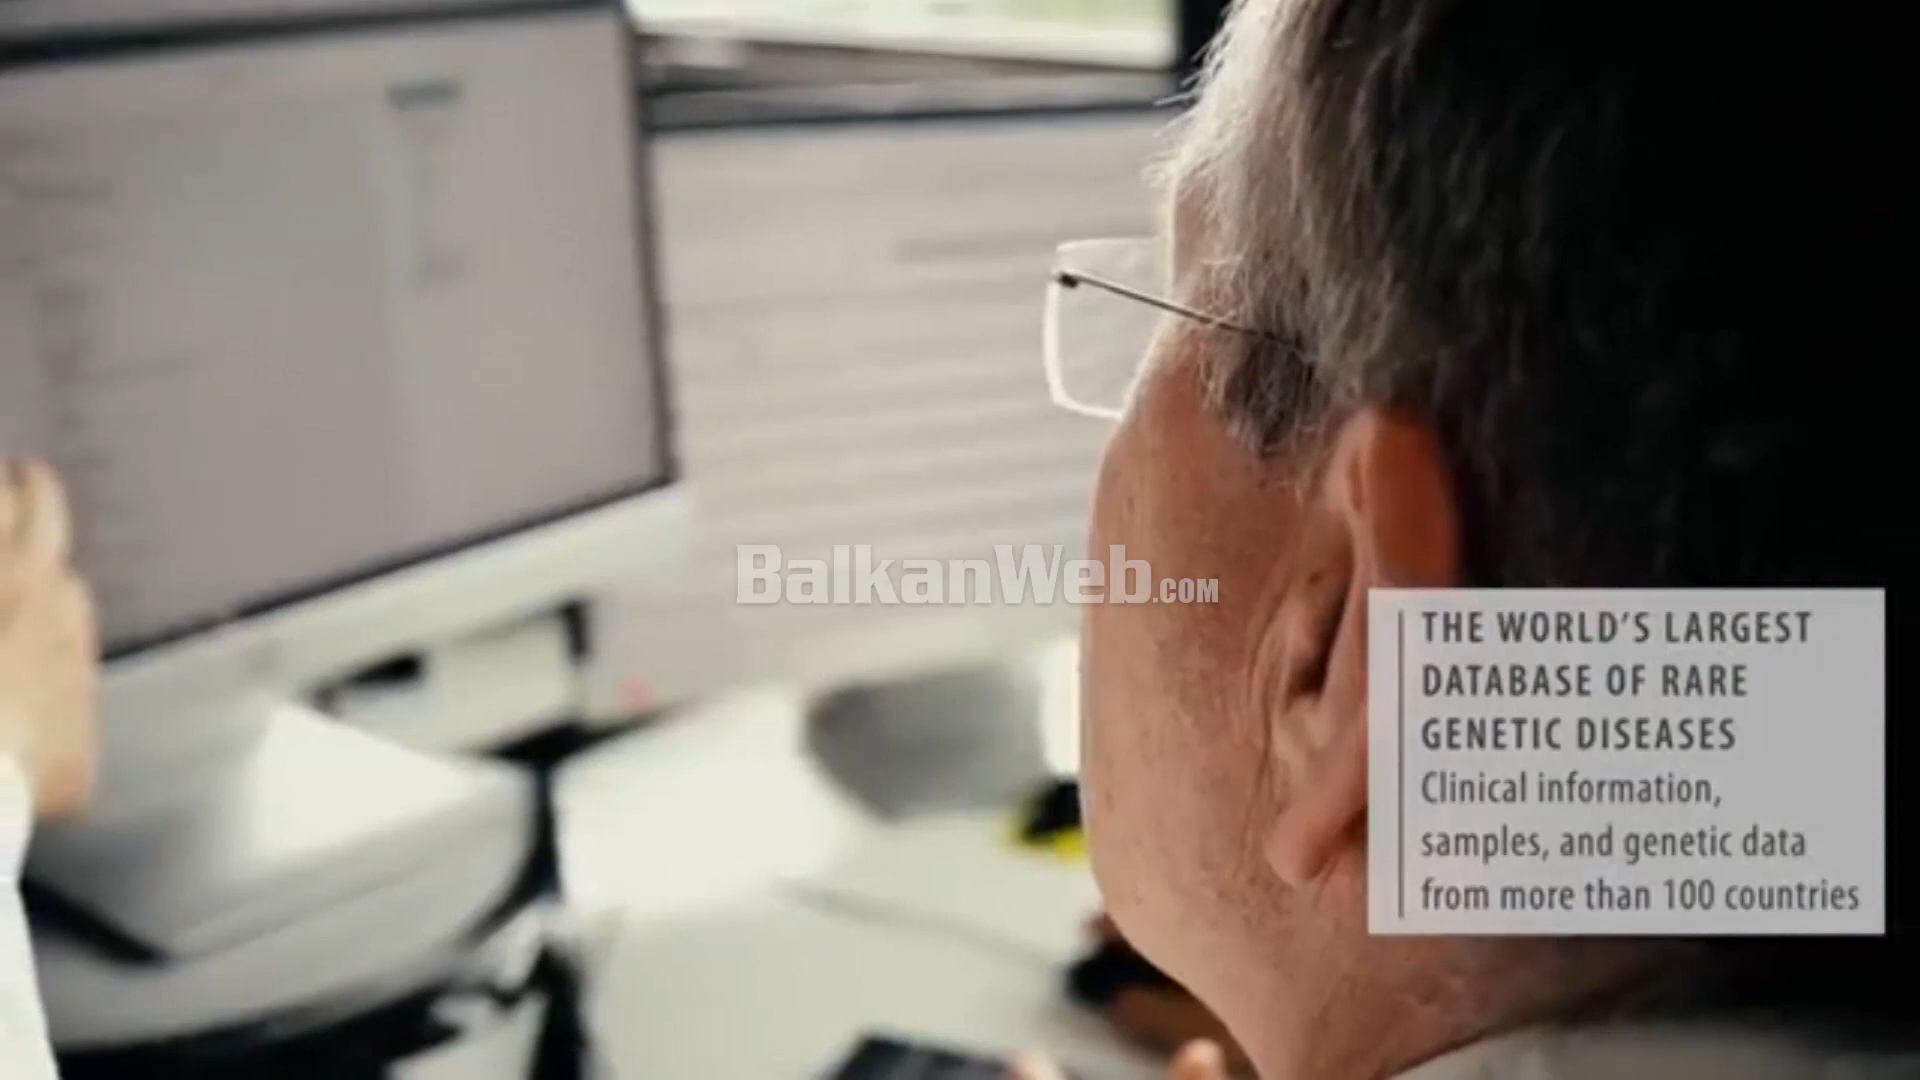 BalkanWeb.com
THE WORLD'S LARGEST
DATABASE OF RARE
GENETIC DISEASES
Clinical information,
samples, and genetic data
from more than 100 countries